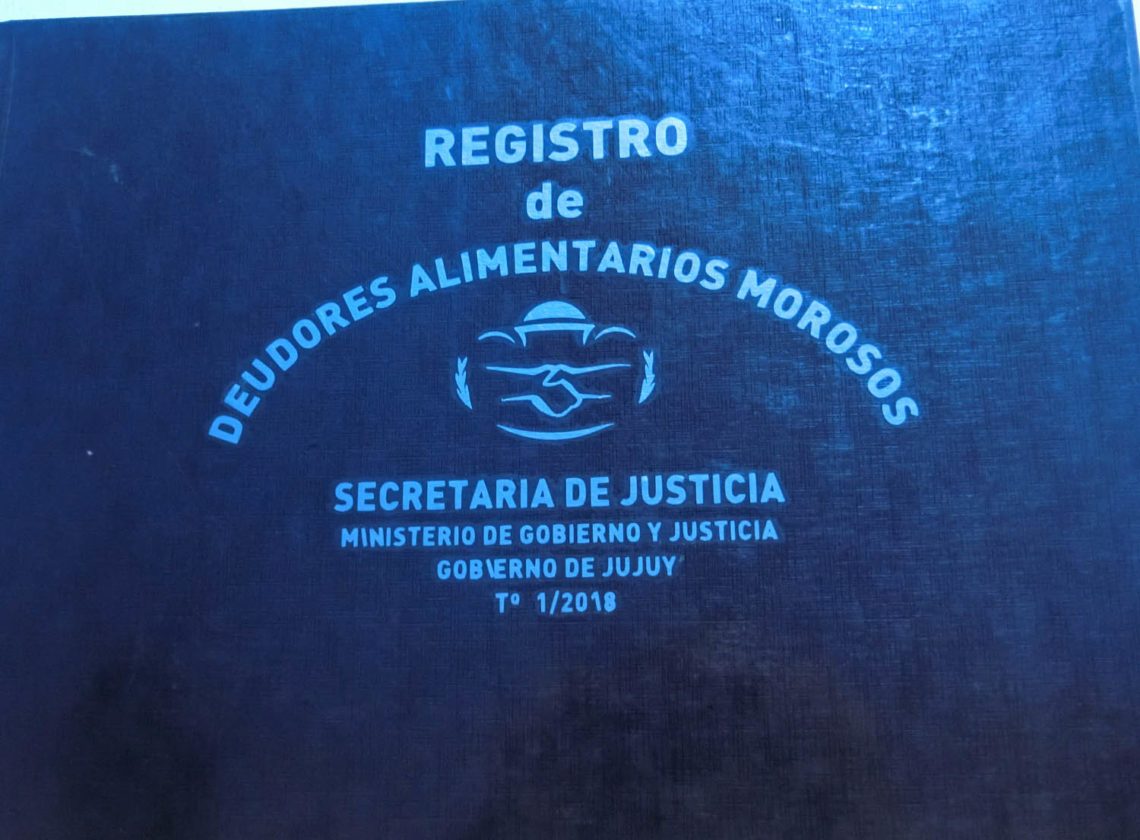 REGISTRO
de
DEUDORES ALIMENTARIOS MOROSOS
SECRETARIA DE JUSTICIA
MINISTERIO DE GOBIERNO Y JUSTICIA
GOBIERNO DE JUJUY
Tº 1/2018